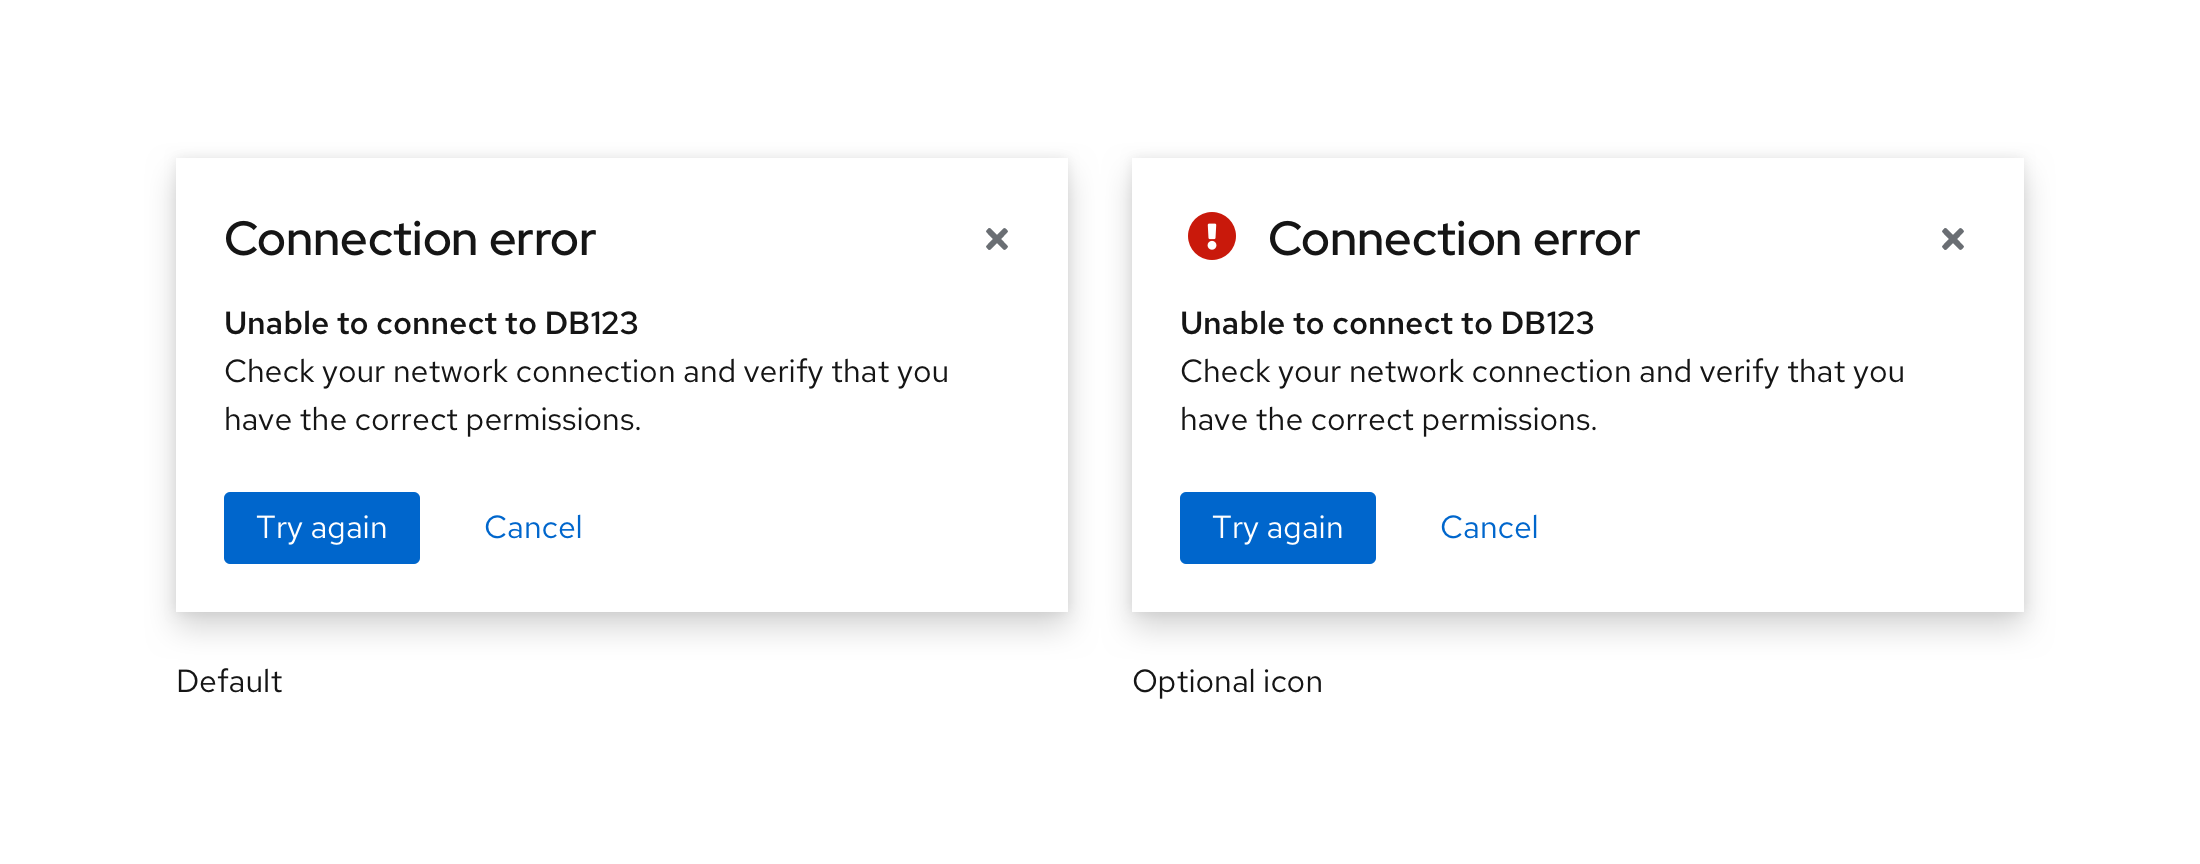 Connection error
Unable to connect to DB123
Check your network connection and verify that you
have the correct permissions.
Try again
Cancel
Default
Connection error
Unable to connect to DB123
Check your network connection and verify that you
have the correct permissions.
Try again
Cancel
Optional icon